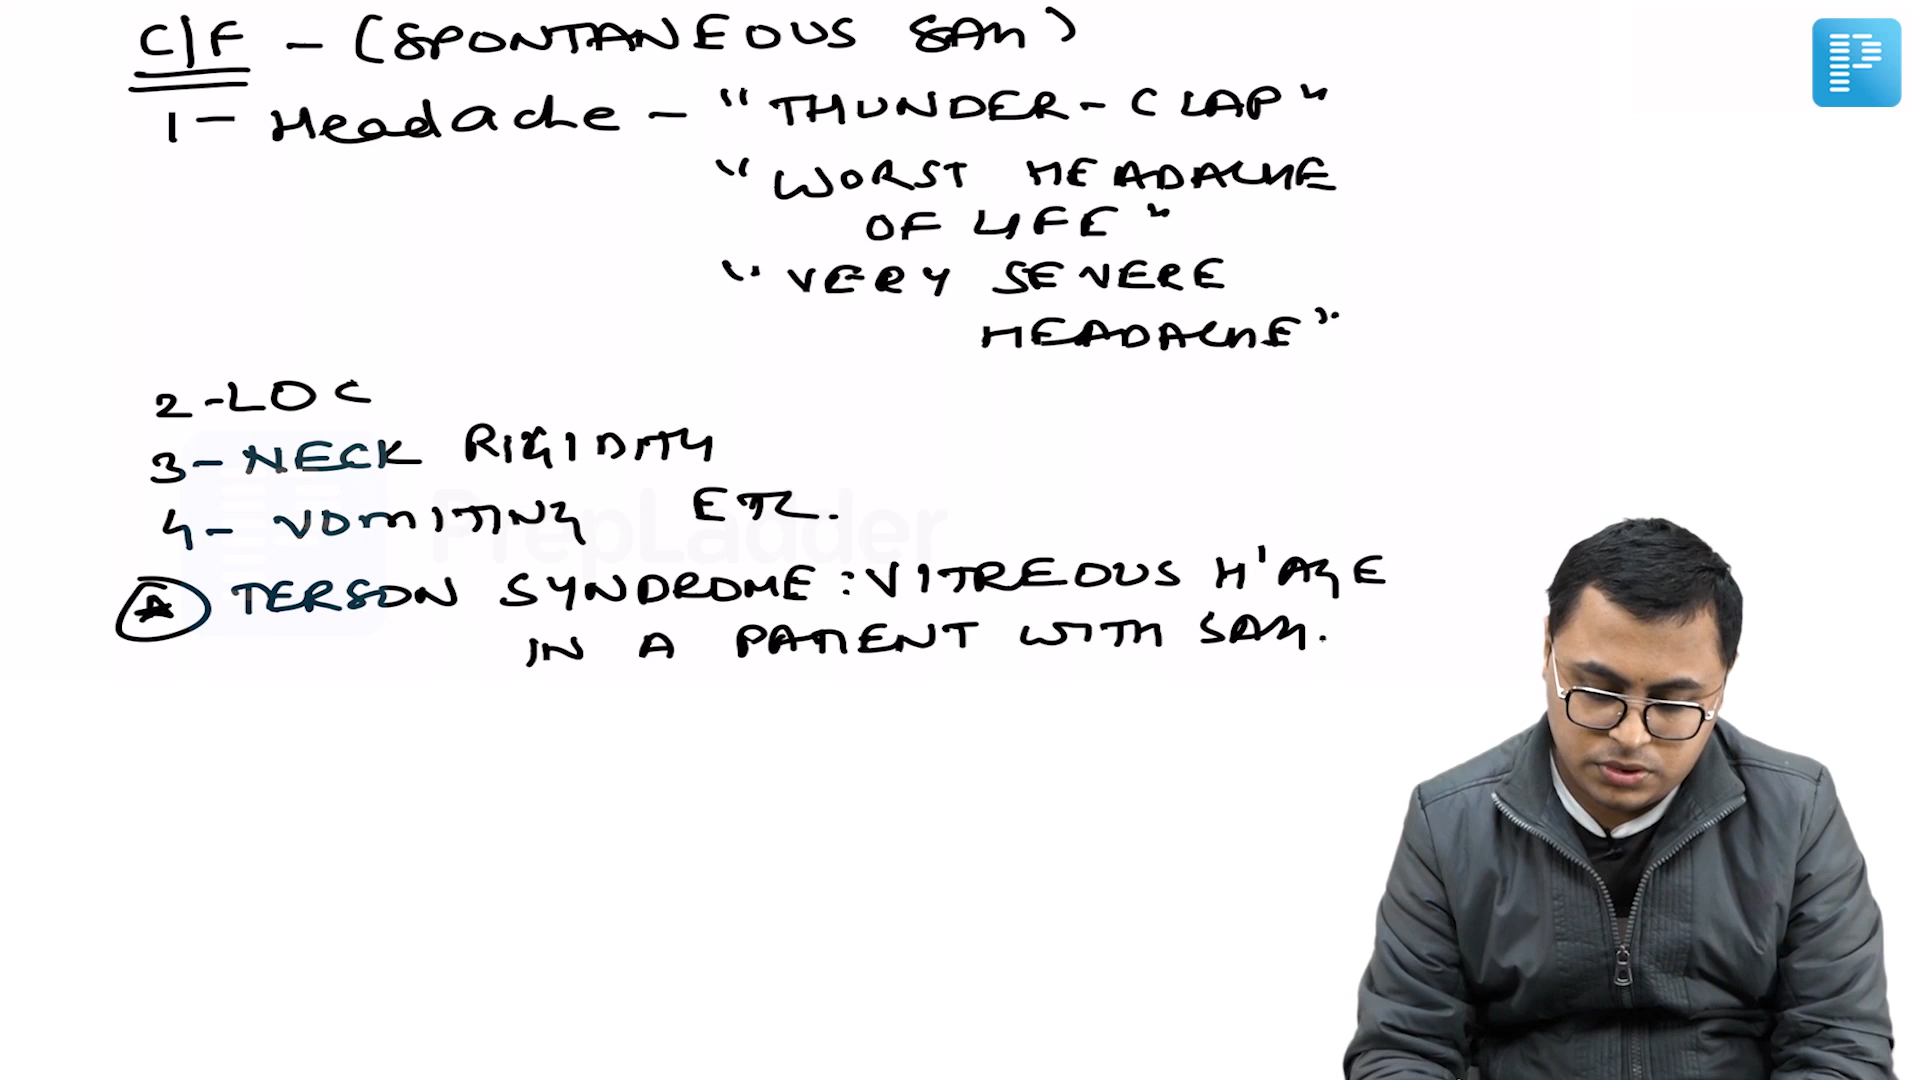 C/F - (SPONTANEOUS SAH)
1- Headache - "THUNDER-CLAP"
"WORST HEADACHE
OF LIFE"
"VERY SEVERE
HEADACHE"
2-LOC
3-NECK RIGIDITY
4- VOMITING ETC.
PrepLadder
★ TERSON SYNDROME: VITREOUS H'AGE
IN A PATIENT WITH SAH.